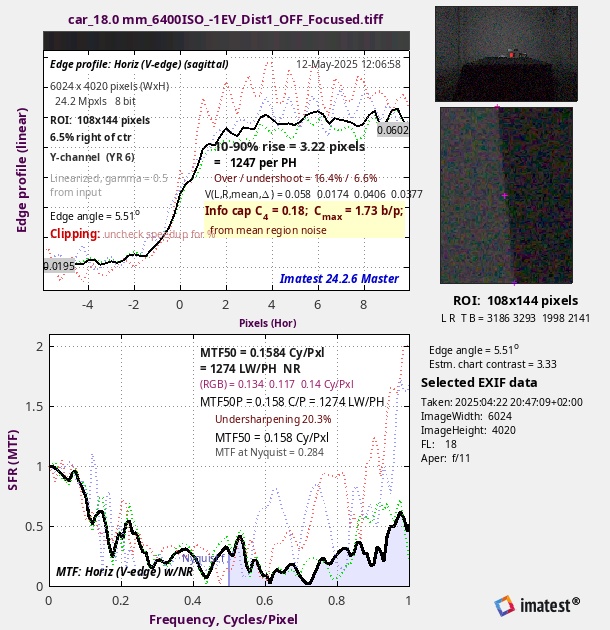 car_18.0 mm_6400ISO_-1EV_Dist1_OFF_Focused.tiff
Edge profile: Horiz (V-edge) (sagittal)
12-May-2025 12:06:58
6024 x 4020 pixels (WxH)
24.2 Mpxls 8 bit
ROI: 108x144 pixels
6.5% right of ctr
Y-channel (YR 6)
Linearized, gamma = 0.5
from input
Edge angle = 5.51o
Clipping: uncheck speedup for %
0.0195
0.0602
10-90% rise = 3.22 pixels
= 1247 per PH
Over / undershoot = 16.4% / 6.6%
V(L,R,mean,Δ) = 0.058 0.0174 0.0406 0.0377
Info cap C4 = 0.18; Cmax = 1.73 b/p;
from mean region noise
Imatest 24.2.6 Master
Edge profile (linear)
-4 -2 0 2 4 6 8
Pixels (Hor)
ROI: 108x144 pixels
L R T B = 3186 3293 1998 2141
Edge angle = 5.51o
Estm. chart contrast = 3.33
Selected EXIF data
Taken: 2025:04:22 20:47:09+02:00
ImageWidth: 6024
ImageHeight: 4020
FL: 18
Aper: f/11
MTF50 = 0.1584 Cy/Pxl
= 1274 LW/PH NR
(RGB) = 0.134 0.117 0.14 Cy/Pxl
MTF50P = 0.158 C/P = 1274 LW/PH
Undersharpening 20.3%
MTF50 = 0.158 Cy/Pxl
MTF at Nyquist = 0.284
2
1.5
1
0.5
0
SFR (MTF)
Nyquist f
MTF: Horiz (V-edge) w/NR
0 0.2 0.4 0.6 0.8 1
Frequency, Cycles/Pixel
imatest®